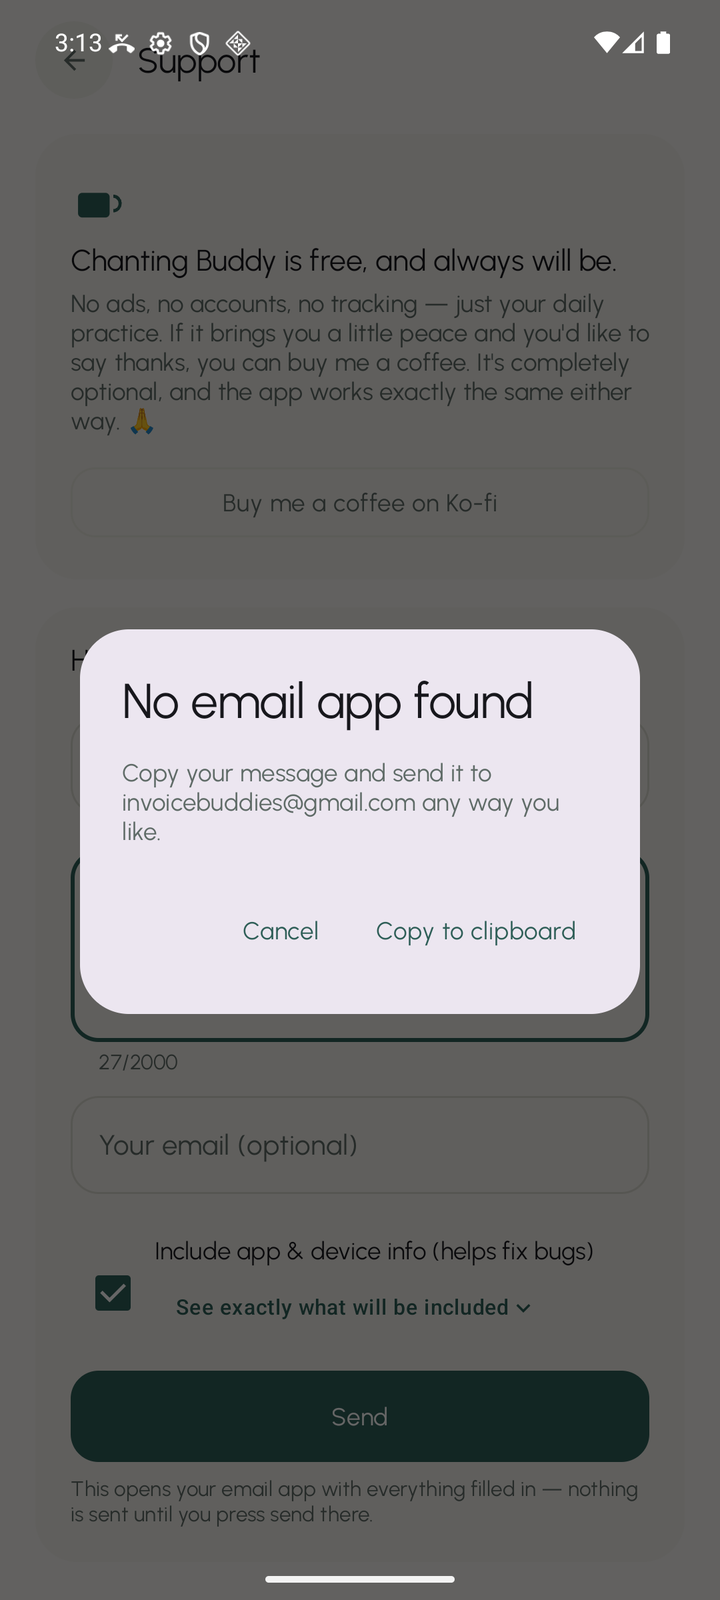 3:13
Support
Chanting Buddy is free, and always will be.
No ads, no accounts, no tracking — just your daily
practice. If it brings you a little peace and you'd like to
say thanks, you can buy me a coffee. It's completely
optional, and the app works exactly the same either
way. 🙏
Buy me a coffee on Ko-fi
No email app found
Copy your message and send it to
invoicebuddies@gmail.com any way you
like.
Cancel
Copy to clipboard
27/2000
Your email (optional)
Include app & device info (helps fix bugs)
See exactly what will be included
Send
This opens your email app with everything filled in — nothing
is sent until you press send there.